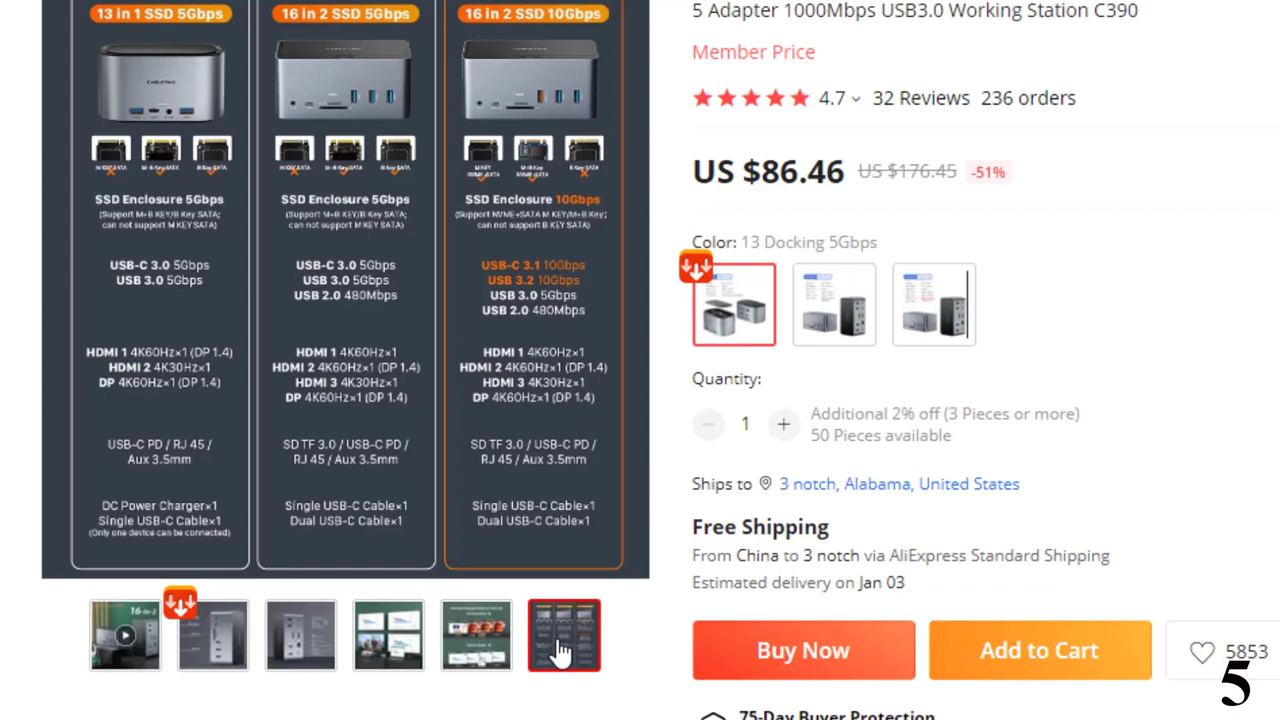 13 in 1 SSD 5Gbps
CABLETIME
SSD Enclosure 5Gbps
(Support M+B KEY/B Key SATA;
can not support M KEY SATA)
USB-C 3.0 5Gbps
USB 3.0 5Gbps
HDMI 1 4K60Hz×1 (DP 1.4)
HDMI 2 4K30Hz×1
DP 4K60Hz×1 (DP 1.4)
USB-C PD / RJ 45 /
Aux 3.5mm
DC Power Charger×1
Single USB-C Cable×1
(Only one device can be connected)
16 in 2 SSD 5Gbps
SSD Enclosure 5Gbps
(Support M+B KEY/B Key SATA;
can not support M KEY SATA)
USB-C 3.0 5Gbps
USB 3.0 5Gbps
USB 2.0 480Mbps
HDMI 1 4K60Hz×1
HDMI 2 4K60Hz×1 (DP 1.4)
HDMI 3 4K30Hz×1
DP 4K60Hz×1 (DP 1.4)
SD TF 3.0 / USB-C PD /
RJ 45 / Aux 3.5mm
Single USB-C Cable×1
Dual USB-C Cable×1
16 in 2 SSD 10Gbps
SSD Enclosure 10Gbps
(Support NVME+SATA M KEY/M+B Key;
can not support B KEY SATA)
USB-C 3.1 10Gbps
USB 3.2 10Gbps
USB 3.0 5Gbps
USB 2.0 480Mbps
HDMI 1 4K60Hz×1
HDMI 2 4K60Hz×1 (DP 1.4)
HDMI 3 4K30Hz×1
DP 4K60Hz×1 (DP 1.4)
SD TF 3.0 / USB-C PD /
RJ 45 / Aux 3.5mm
Single USB-C Cable×1
Dual USB-C Cable×1
16-in-2
5 Adapter 1000Mbps USB3.0 Working Station C390
Member Price
4.7 32 Reviews 236 orders
US $86.46 US $176.45 -51%
Color: 13 Docking 5Gbps
Quantity:
1 Additional 2% off (3 Pieces or more)
50 Pieces available
Ships to 3 notch, Alabama, United States
Free Shipping
From China to 3 notch via AliExpress Standard Shipping
Estimated delivery on Jan 03
Buy Now Add to Cart 5853
5
75-Day Buyer Protection